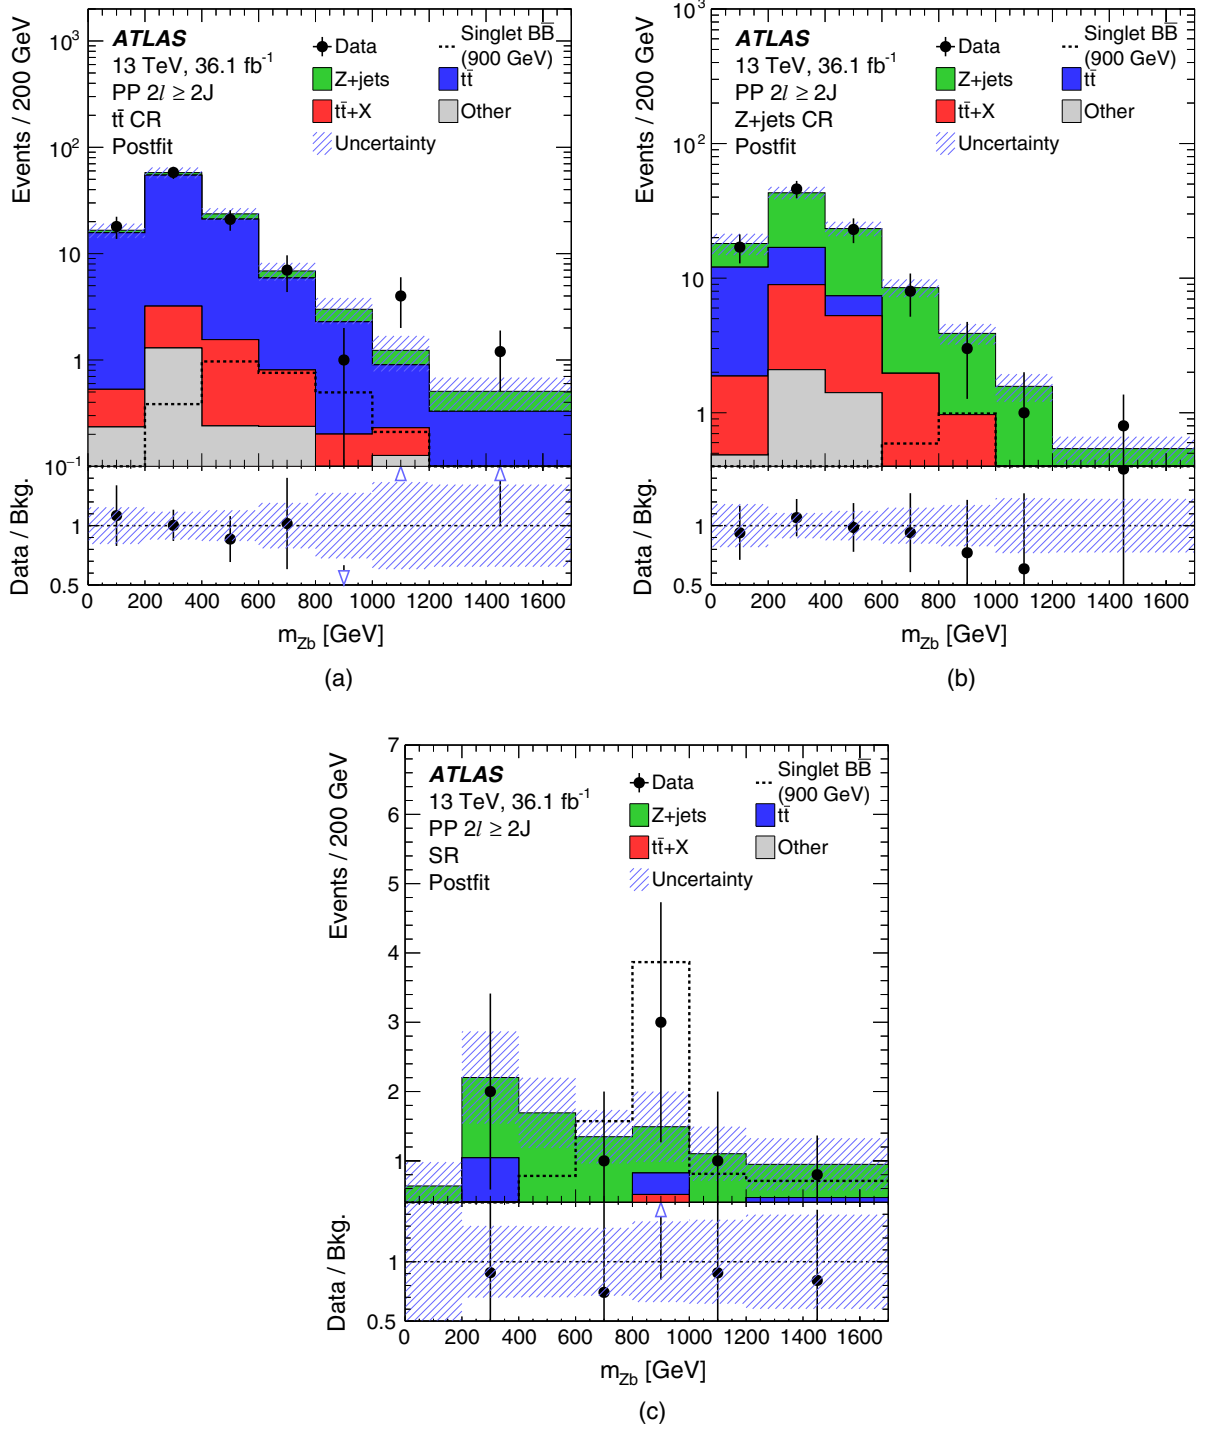 Events / 200 GeV
10³
10²
10
1
10⁻¹
ATLAS
13 TeV, 36.1 fb⁻¹
PP 2l ≥ 2J
tt̄ CR
Postfit
Data
Singlet BB̄
(900 GeV)
Z+jets
tt̄
tt̄+X
Other
Uncertainty
Data / Bkg.
1
0.5
0 200 400 600 800 1000 1200 1400 1600
m_Zb [GeV]
(a)
Events / 200 GeV
10³
10²
10
1
ATLAS
13 TeV, 36.1 fb⁻¹
PP 2l ≥ 2J
Z+jets CR
Postfit
Data
Singlet BB̄
(900 GeV)
Z+jets
tt̄
tt̄+X
Other
Uncertainty
Data / Bkg.
1
0.5
0 200 400 600 800 1000 1200 1400 1600
m_Zb [GeV]
(b)
Events / 200 GeV
7
6
5
4
3
2
1
ATLAS
13 TeV, 36.1 fb⁻¹
PP 2l ≥ 2J
SR
Postfit
Data
Singlet BB̄
(900 GeV)
Z+jets
tt̄
tt̄+X
Other
Uncertainty
Data / Bkg.
1
0.5
0 200 400 600 800 1000 1200 1400 1600
m_Zb [GeV]
(c)